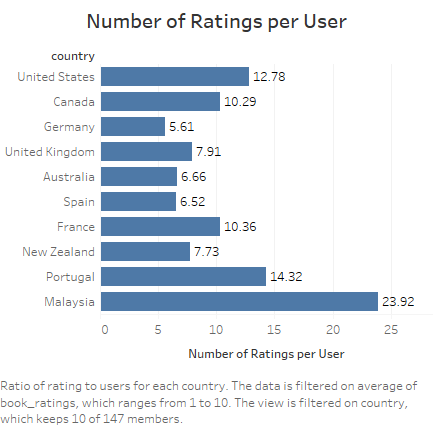 Number of Ratings per User
country
United States 12.78
Canada 10.29
Germany 5.61
United Kingdom 7.91
Australia 6.66
Spain 6.52
France 10.36
New Zealand 7.73
Portugal 14.32
Malaysia 23.92
0 5 10 15 20 25
Number of Ratings per User
Ratio of rating to users for each country. The data is filtered on average of
book_ratings, which ranges from 1 to 10. The view is filtered on country,
which keeps 10 of 147 members.